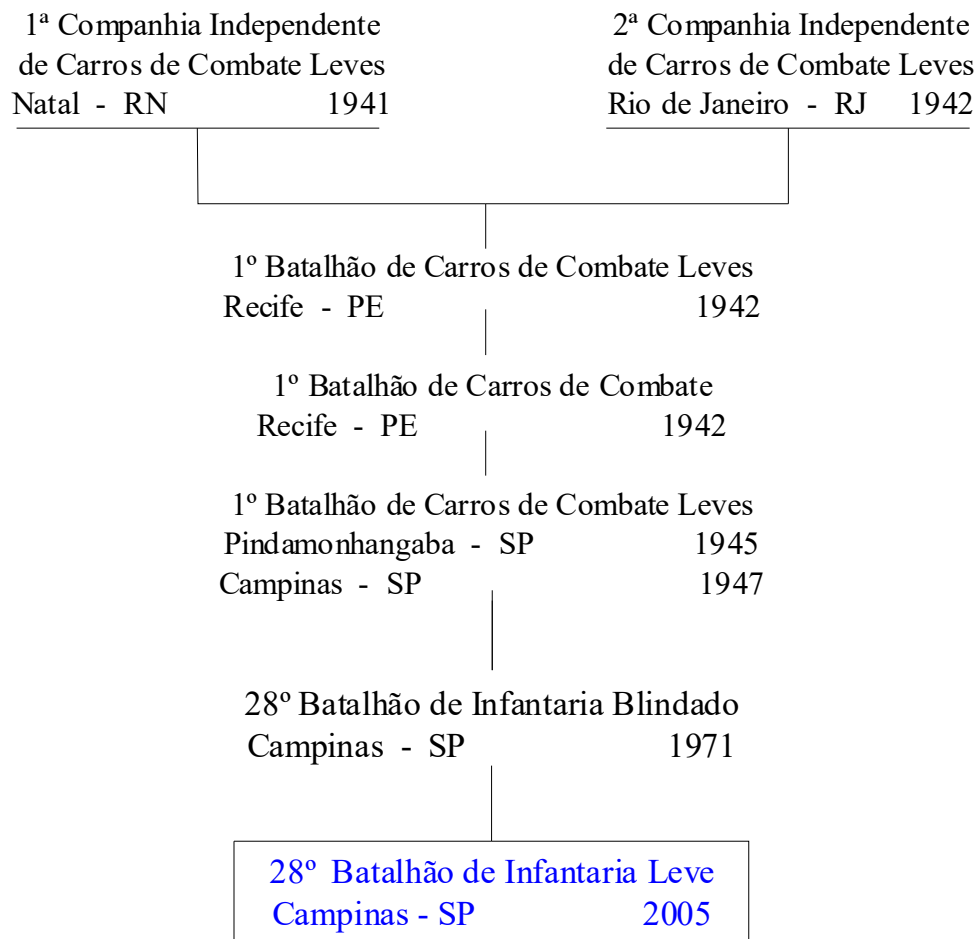 1ª Companhia Independente
de Carros de Combate Leves
Natal - RN 1941
2ª Companhia Independente
de Carros de Combate Leves
Rio de Janeiro - RJ 1942
1º Batalhão de Carros de Combate Leves
Recife - PE 1942
1º Batalhão de Carros de Combate
Recife - PE 1942
1º Batalhão de Carros de Combate Leves
Pindamonhangaba - SP 1945
Campinas - SP 1947
28º Batalhão de Infantaria Blindado
Campinas - SP 1971
28º Batalhão de Infantaria Leve
Campinas - SP 2005